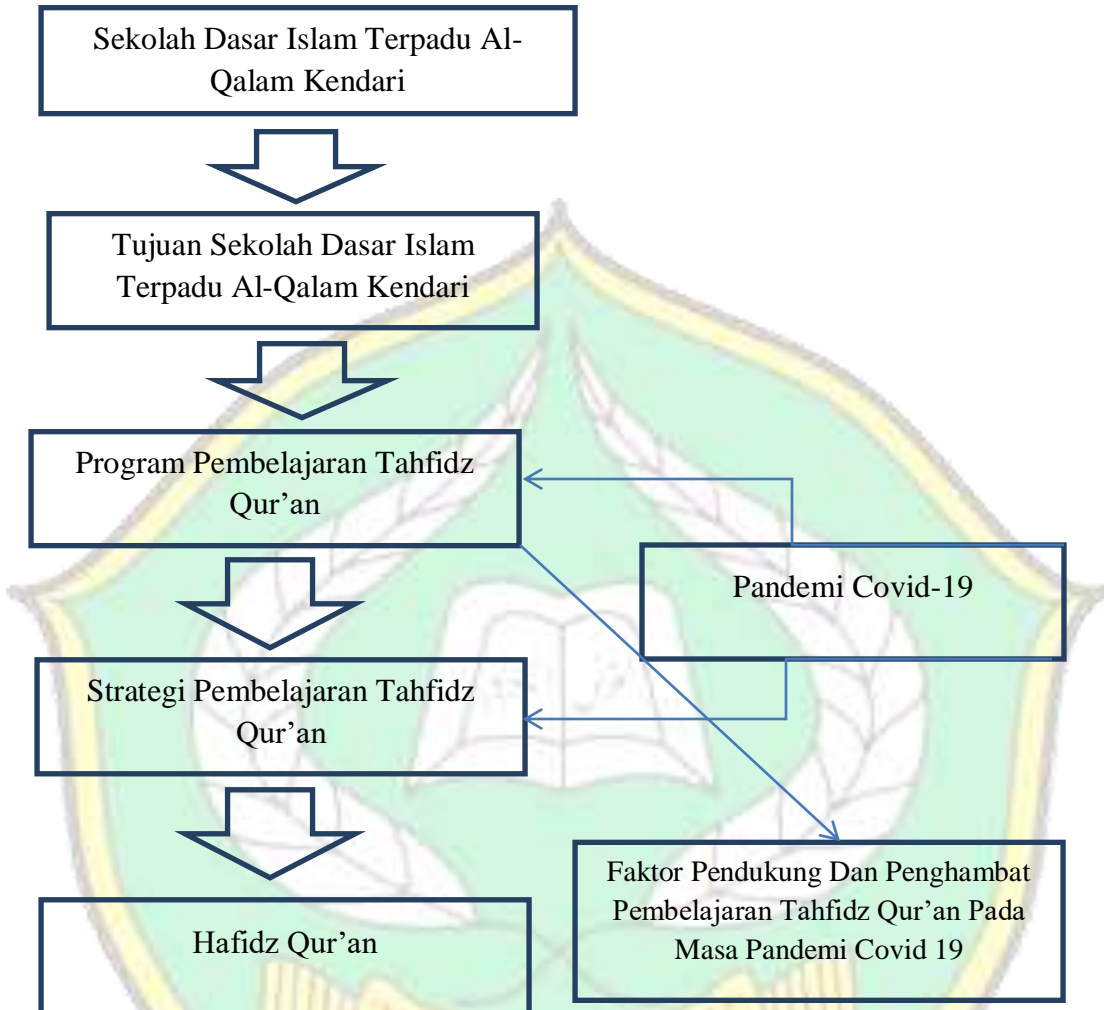 Sekolah Dasar Islam Terpadu Al-
Qalam Kendari
Tujuan Sekolah Dasar Islam
Terpadu Al-Qalam Kendari
Program Pembelajaran Tahfidz
Qur’an
Pandemi Covid-19
Strategi Pembelajaran Tahfidz
Qur’an
Hafidz Qur’an
Faktor Pendukung Dan Penghambat
Pembelajaran Tahfidz Qur’an Pada
Masa Pandemi Covid 19